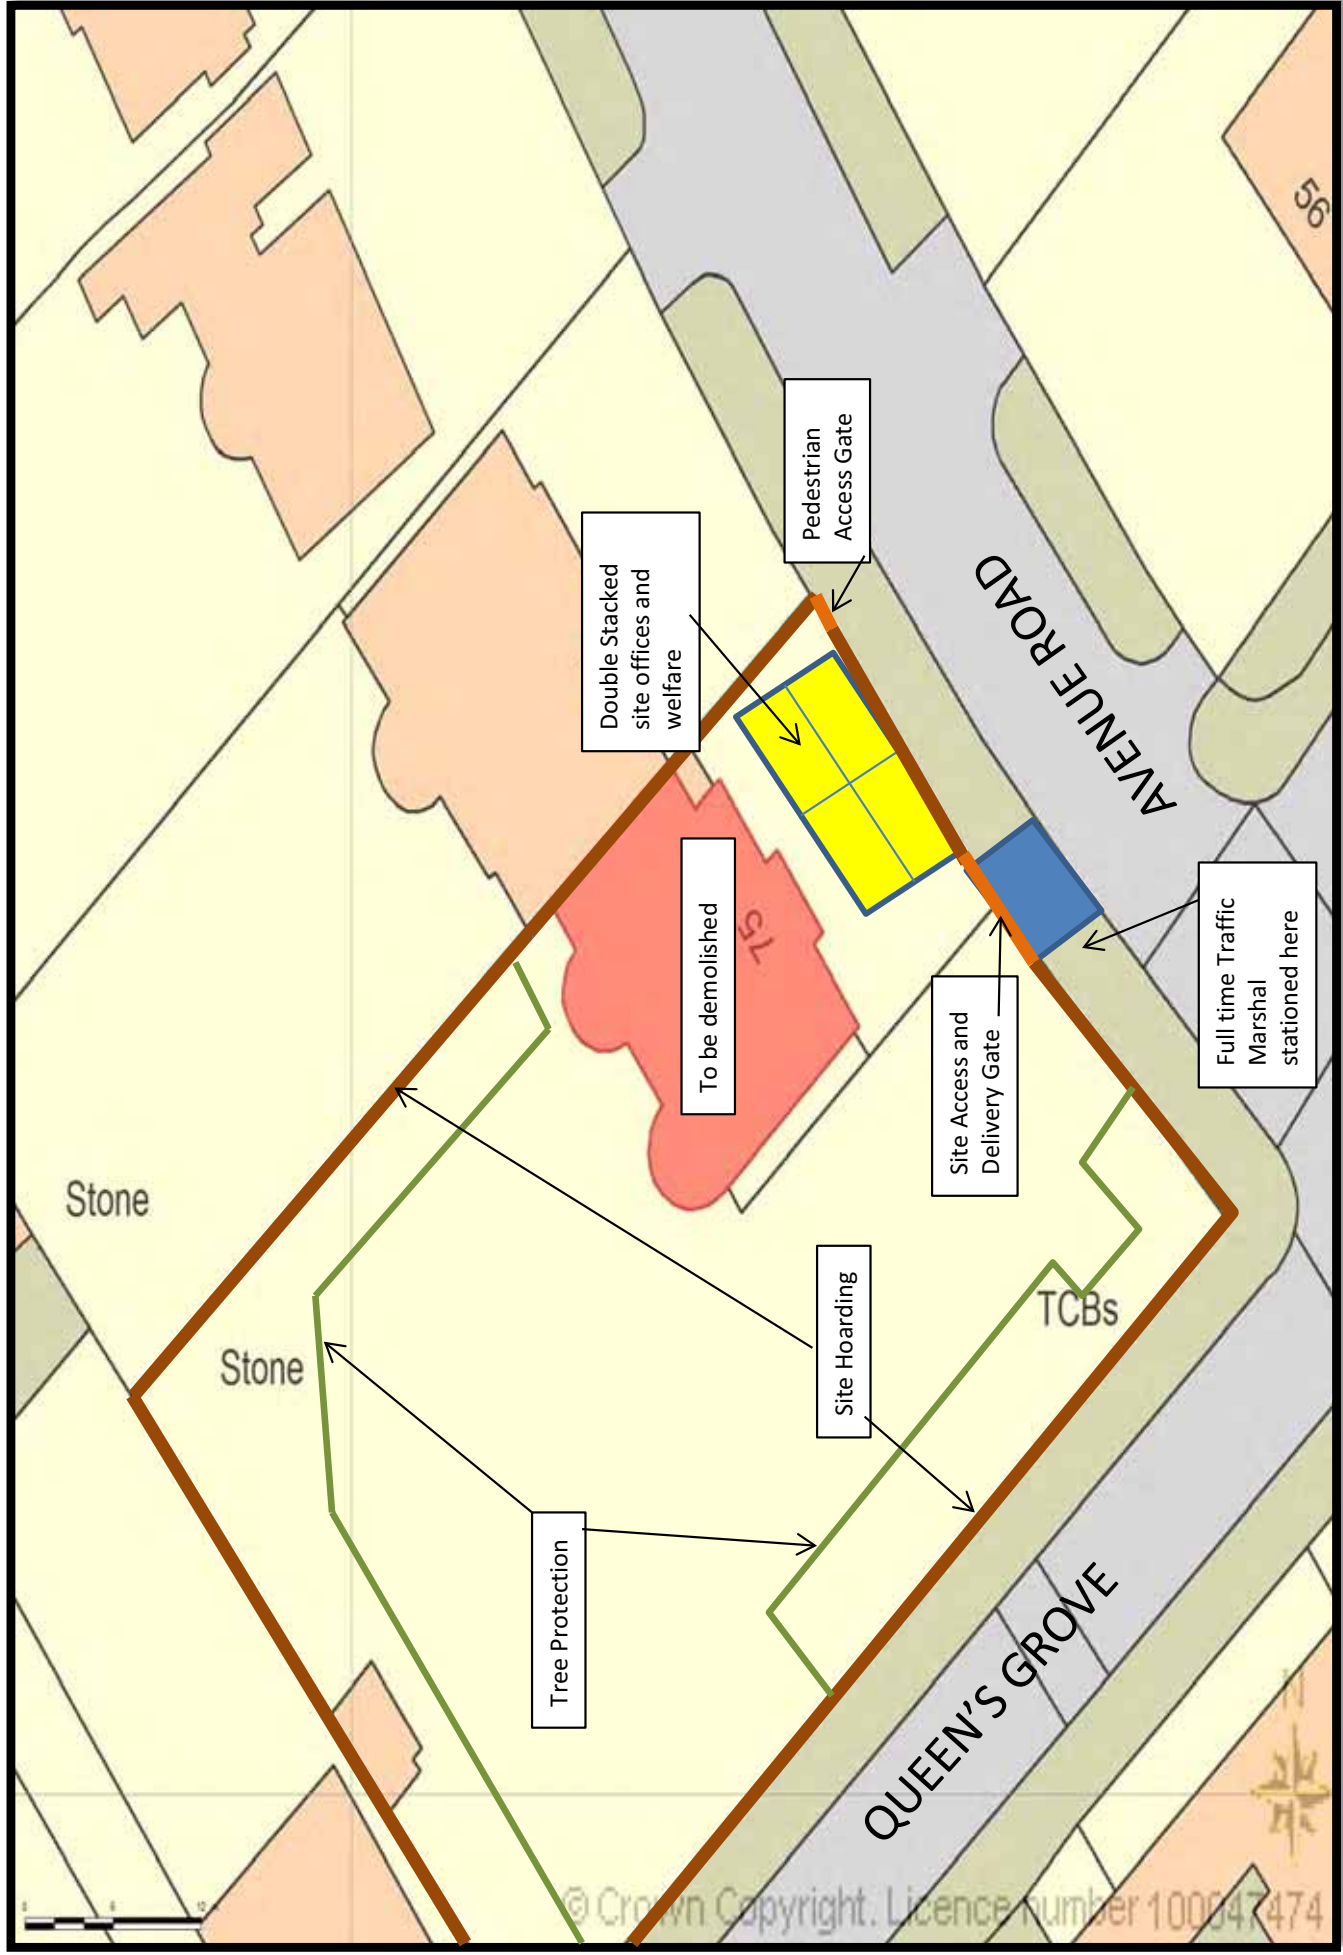 Stone
Stone
Double Stacked
site offices and
welfare
Pedestrian
Access Gate
To be demolished
75
Site Access and
Delivery Gate
Full time Traffic
Marshal
stationed here
Site Hoarding
Tree Protection
TCBs
AVENUE ROAD
QUEEN'S GROVE
56
N
© Crown Copyright. Licence number 100047474